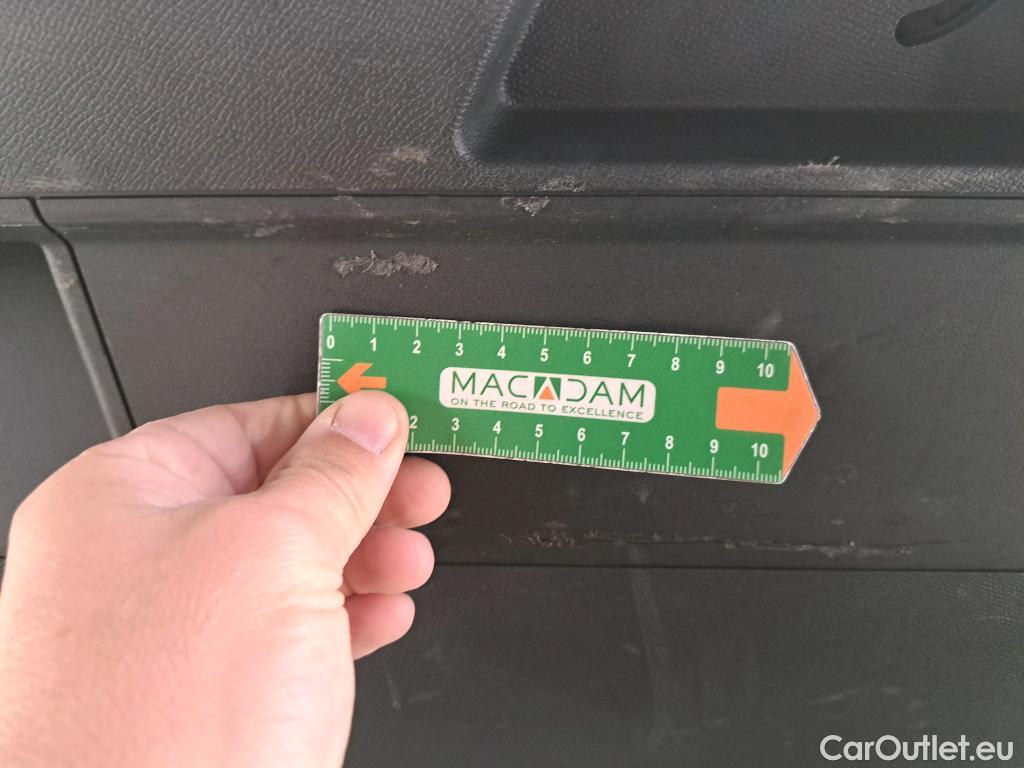 0 1 2 3 4 5 6 7 8 9 10
MACADAM
ON THE ROAD TO EXCELLENCE
2 3 4 5 6 7 8 9 10
CarOutlet.eu